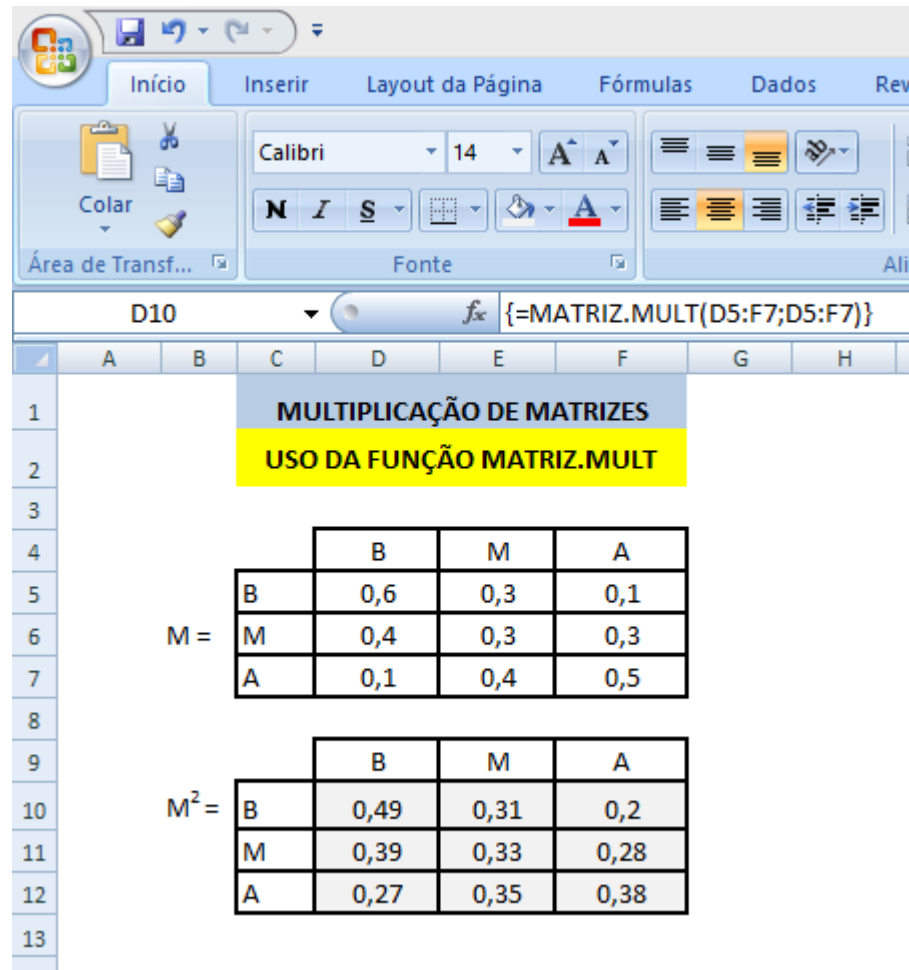 Início Inserir Layout da Página Fórmulas Dados Rev
Calibri 14 A A
Colar
N I S A
Área de Transf... Fonte Ali
D10 fx {=MATRIZ.MULT(D5:F7;D5:F7)}
A B C D E F G H
1 MULTIPLICAÇÃO DE MATRIZES
2 USO DA FUNÇÃO MATRIZ.MULT
3
4 B M A
5 B 0,6 0,3 0,1
6 M = M 0,4 0,3 0,3
7 A 0,1 0,4 0,5
8
9 B M A
10 M² = B 0,49 0,31 0,2
11 M 0,39 0,33 0,28
12 A 0,27 0,35 0,38
13